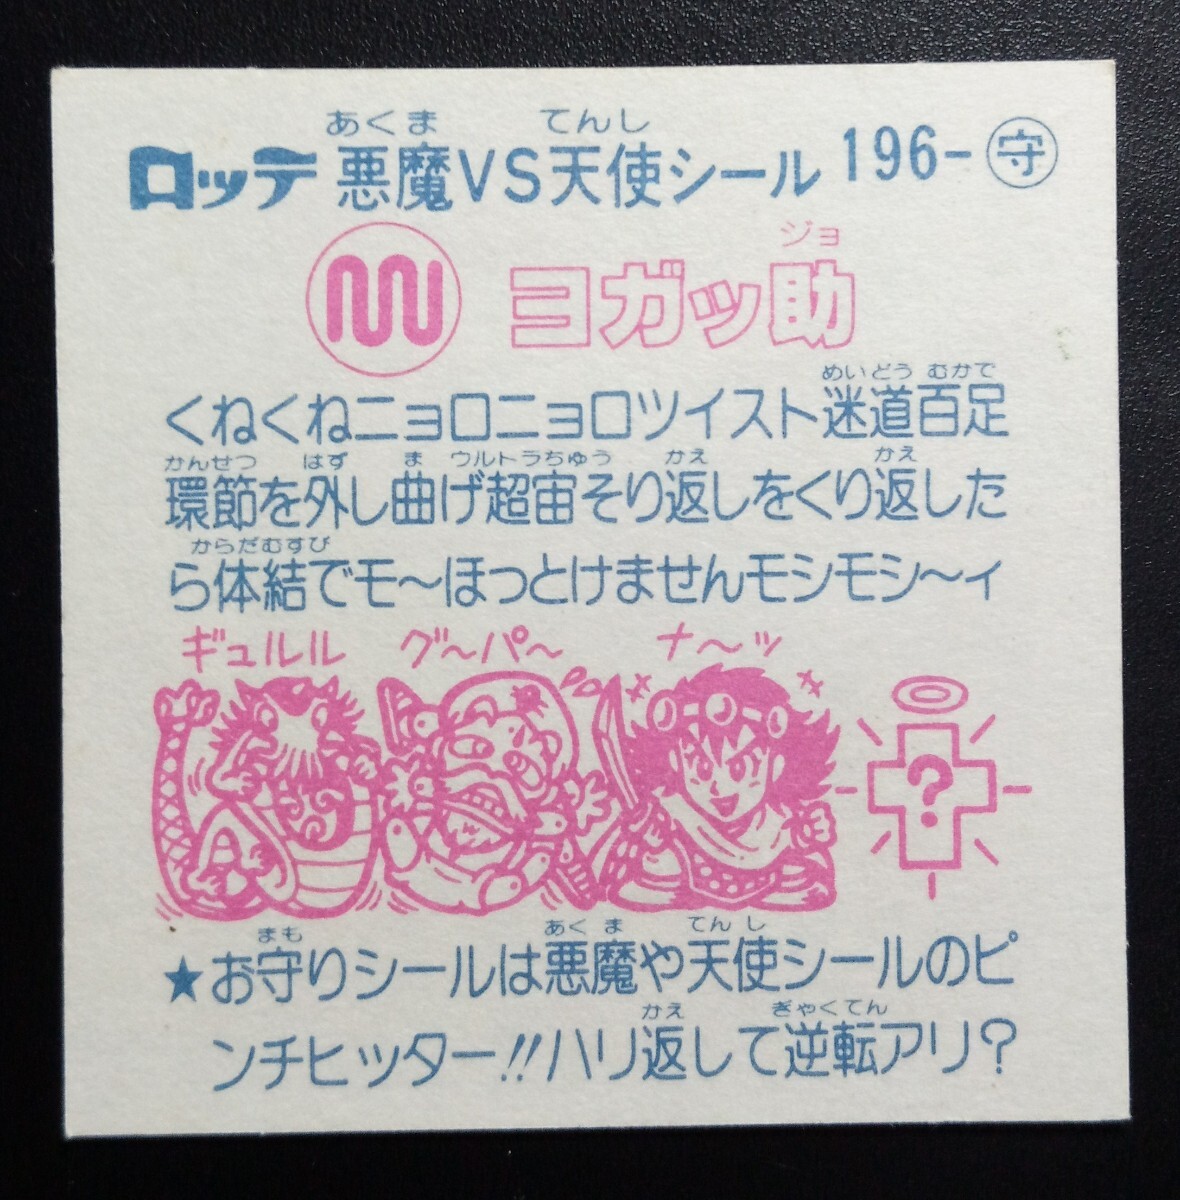 あくま てんし
ロッテ 悪魔VS天使シール 196-守
ジョ
ヨガッ助
めいどう むかで
くねくねニョロニョロツイスト迷道百足
かんせつ はず ま ウルトラちゅう かえ かえ
環節を外し曲げ超宙そり返しをくり返した
からだむすび
ら体結でモ〜ほっとけませんモシモシ〜ィ
ギュルル グ〜パ〜 ナ〜ッ
?
まも あくま てんし
★お守りシールは悪魔や天使シールのピ
かえ ぎゃくてん
ンチヒッター!!ハリ返して逆転アリ?